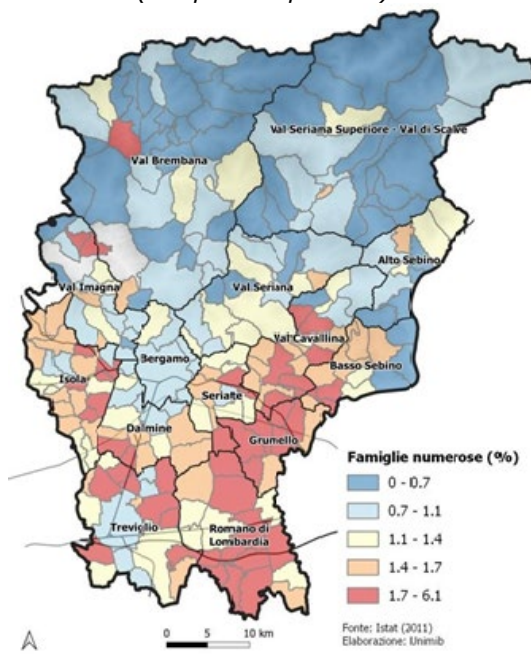 Val Seriana Superiore - Val di Scalve
Val Brembana
Alto Sebino
Val Imagna
Val Seriana
Val Cavallina
Bergamo
Basso Sebino
Isola
Seriate
Dalmine
Grumello
Famiglie numerose (%)
0 - 0.7
0.7 - 1.1
Treviglio
Romano di
Lombardia
1.1 - 1.4
1.4 - 1.7
1.7 - 6.1
0 5 10 km
Fonte: Istat (2011)
Elaborazione: Unimib